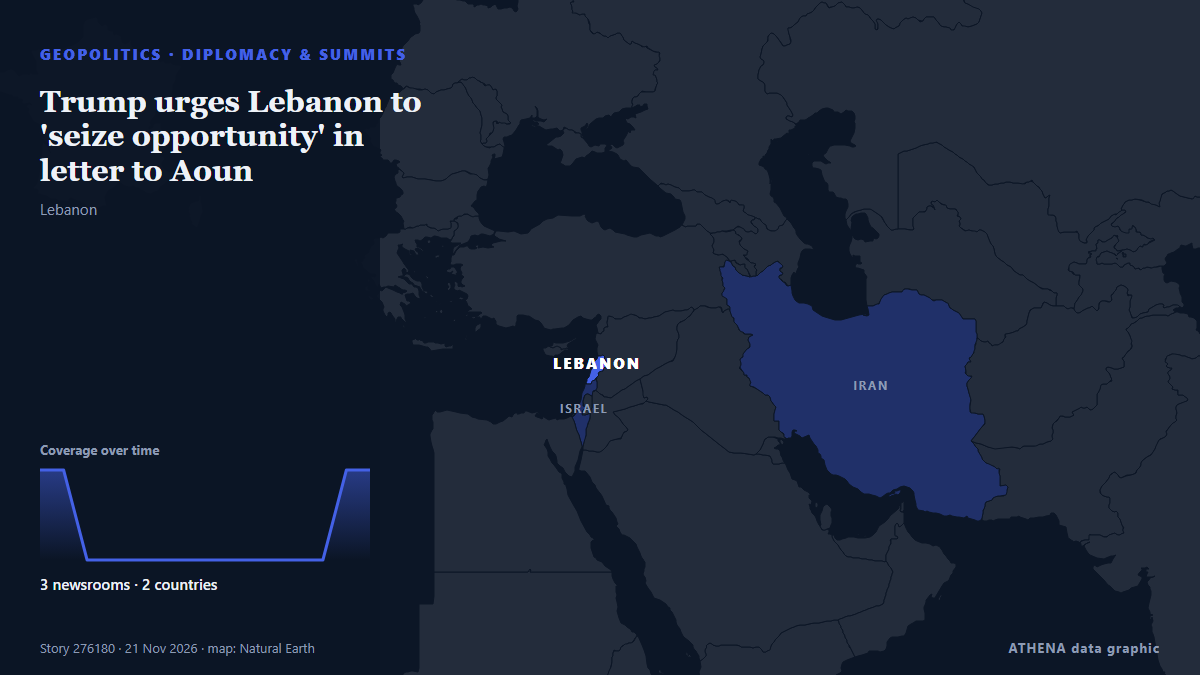 GEOPOLITICS · DIPLOMACY & SUMMITS
Trump urges Lebanon to
'seize opportunity' in
letter to Aoun
Lebanon
LEBANON
ISRAEL
IRAN
Coverage over time
3 newsrooms · 2 countries
Story 276180 · 21 Nov 2026 · map: Natural Earth
ATHENA data graphic